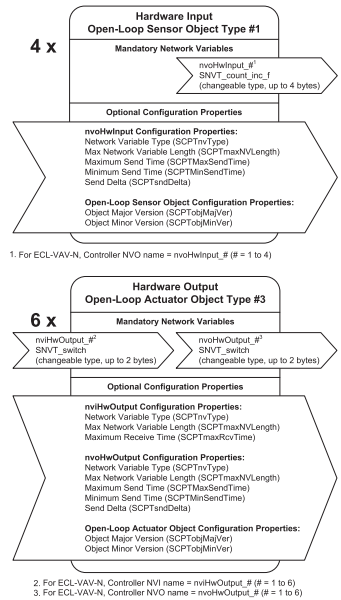 Hardware Input
Open-Loop Sensor Object Type #1
4 x
Mandatory Network Variables
nvoHwInput_#1
SNVT_count_inc_f
(changeable type, up to 4 bytes)
Optional Configuration Properties
nvoHwInput Configuration Properties:
Network Variable Type (SCPTnvType)
Max Network Variable Length (SCPTmaxNVLength)
Maximum Send Time (SCPTMaxSendTime)
Minimum Send Time (SCPTMinSendTime)
Send Delta (SCPTsndDelta)
Open-Loop Sensor Object Configuration Properties:
Object Major Version (SCPTobjMajVer)
Object Minor Version (SCPTobjMinVer)
1. For ECL-VAV-N, Controller NVO name = nvoHwInput_# (# = 1 to 4)
Hardware Output
Open-Loop Actuator Object Type #3
6 x
Mandatory Network Variables
nviHwOutput_#2
SNVT_switch
(changeable type, up to 2 bytes)
nvoHwOutput_#3
SNVT_switch
(changeable type, up to 2 bytes)
Optional Configuration Properties
nviHwOutput Configuration Properties:
Network Variable Type (SCPTnvType)
Max Network Variable Length (SCPTmaxNVLength)
Maximum Receive Time (SCPTmaxRcvTime)
nvoHwOutput Configuration Properties:
Network Variable Type (SCPTnvType)
Max Network Variable Length (SCPTmaxNVLength)
Maximum Send Time (SCPTMaxSendTime)
Minimum Send Time (SCPTMinSendTime)
Send Delta (SCPTsndDelta)
Open-Loop Actuator Object Configuration Properties:
Object Major Version (SCPTobjMajVer)
Object Minor Version (SCPTobjMinVer)
2. For ECL-VAV-N, Controller NVI name = nviHwOutput_# (# = 1 to 6)
3. For ECL-VAV-N, Controller NVO name = nvoHwOutput_# (# = 1 to 6)